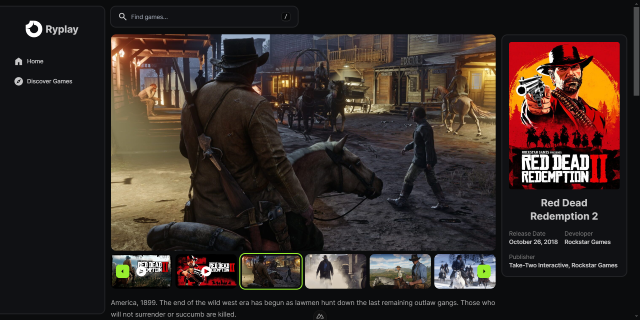 Ryplay
Find games...
/
Home
Discover Games
ROCKSTAR GAMES PRESENTS
RED DEAD
REDEMPTION II
Red Dead
Redemption 2
Release Date
Developer
October 26, 2018
Rockstar Games
Publisher
Take-Two Interactive, Rockstar Games
America, 1899. The end of the wild west era has begun as lawmen hunt down the last remaining outlaw gangs. Those who
will not surrender or succumb are killed.